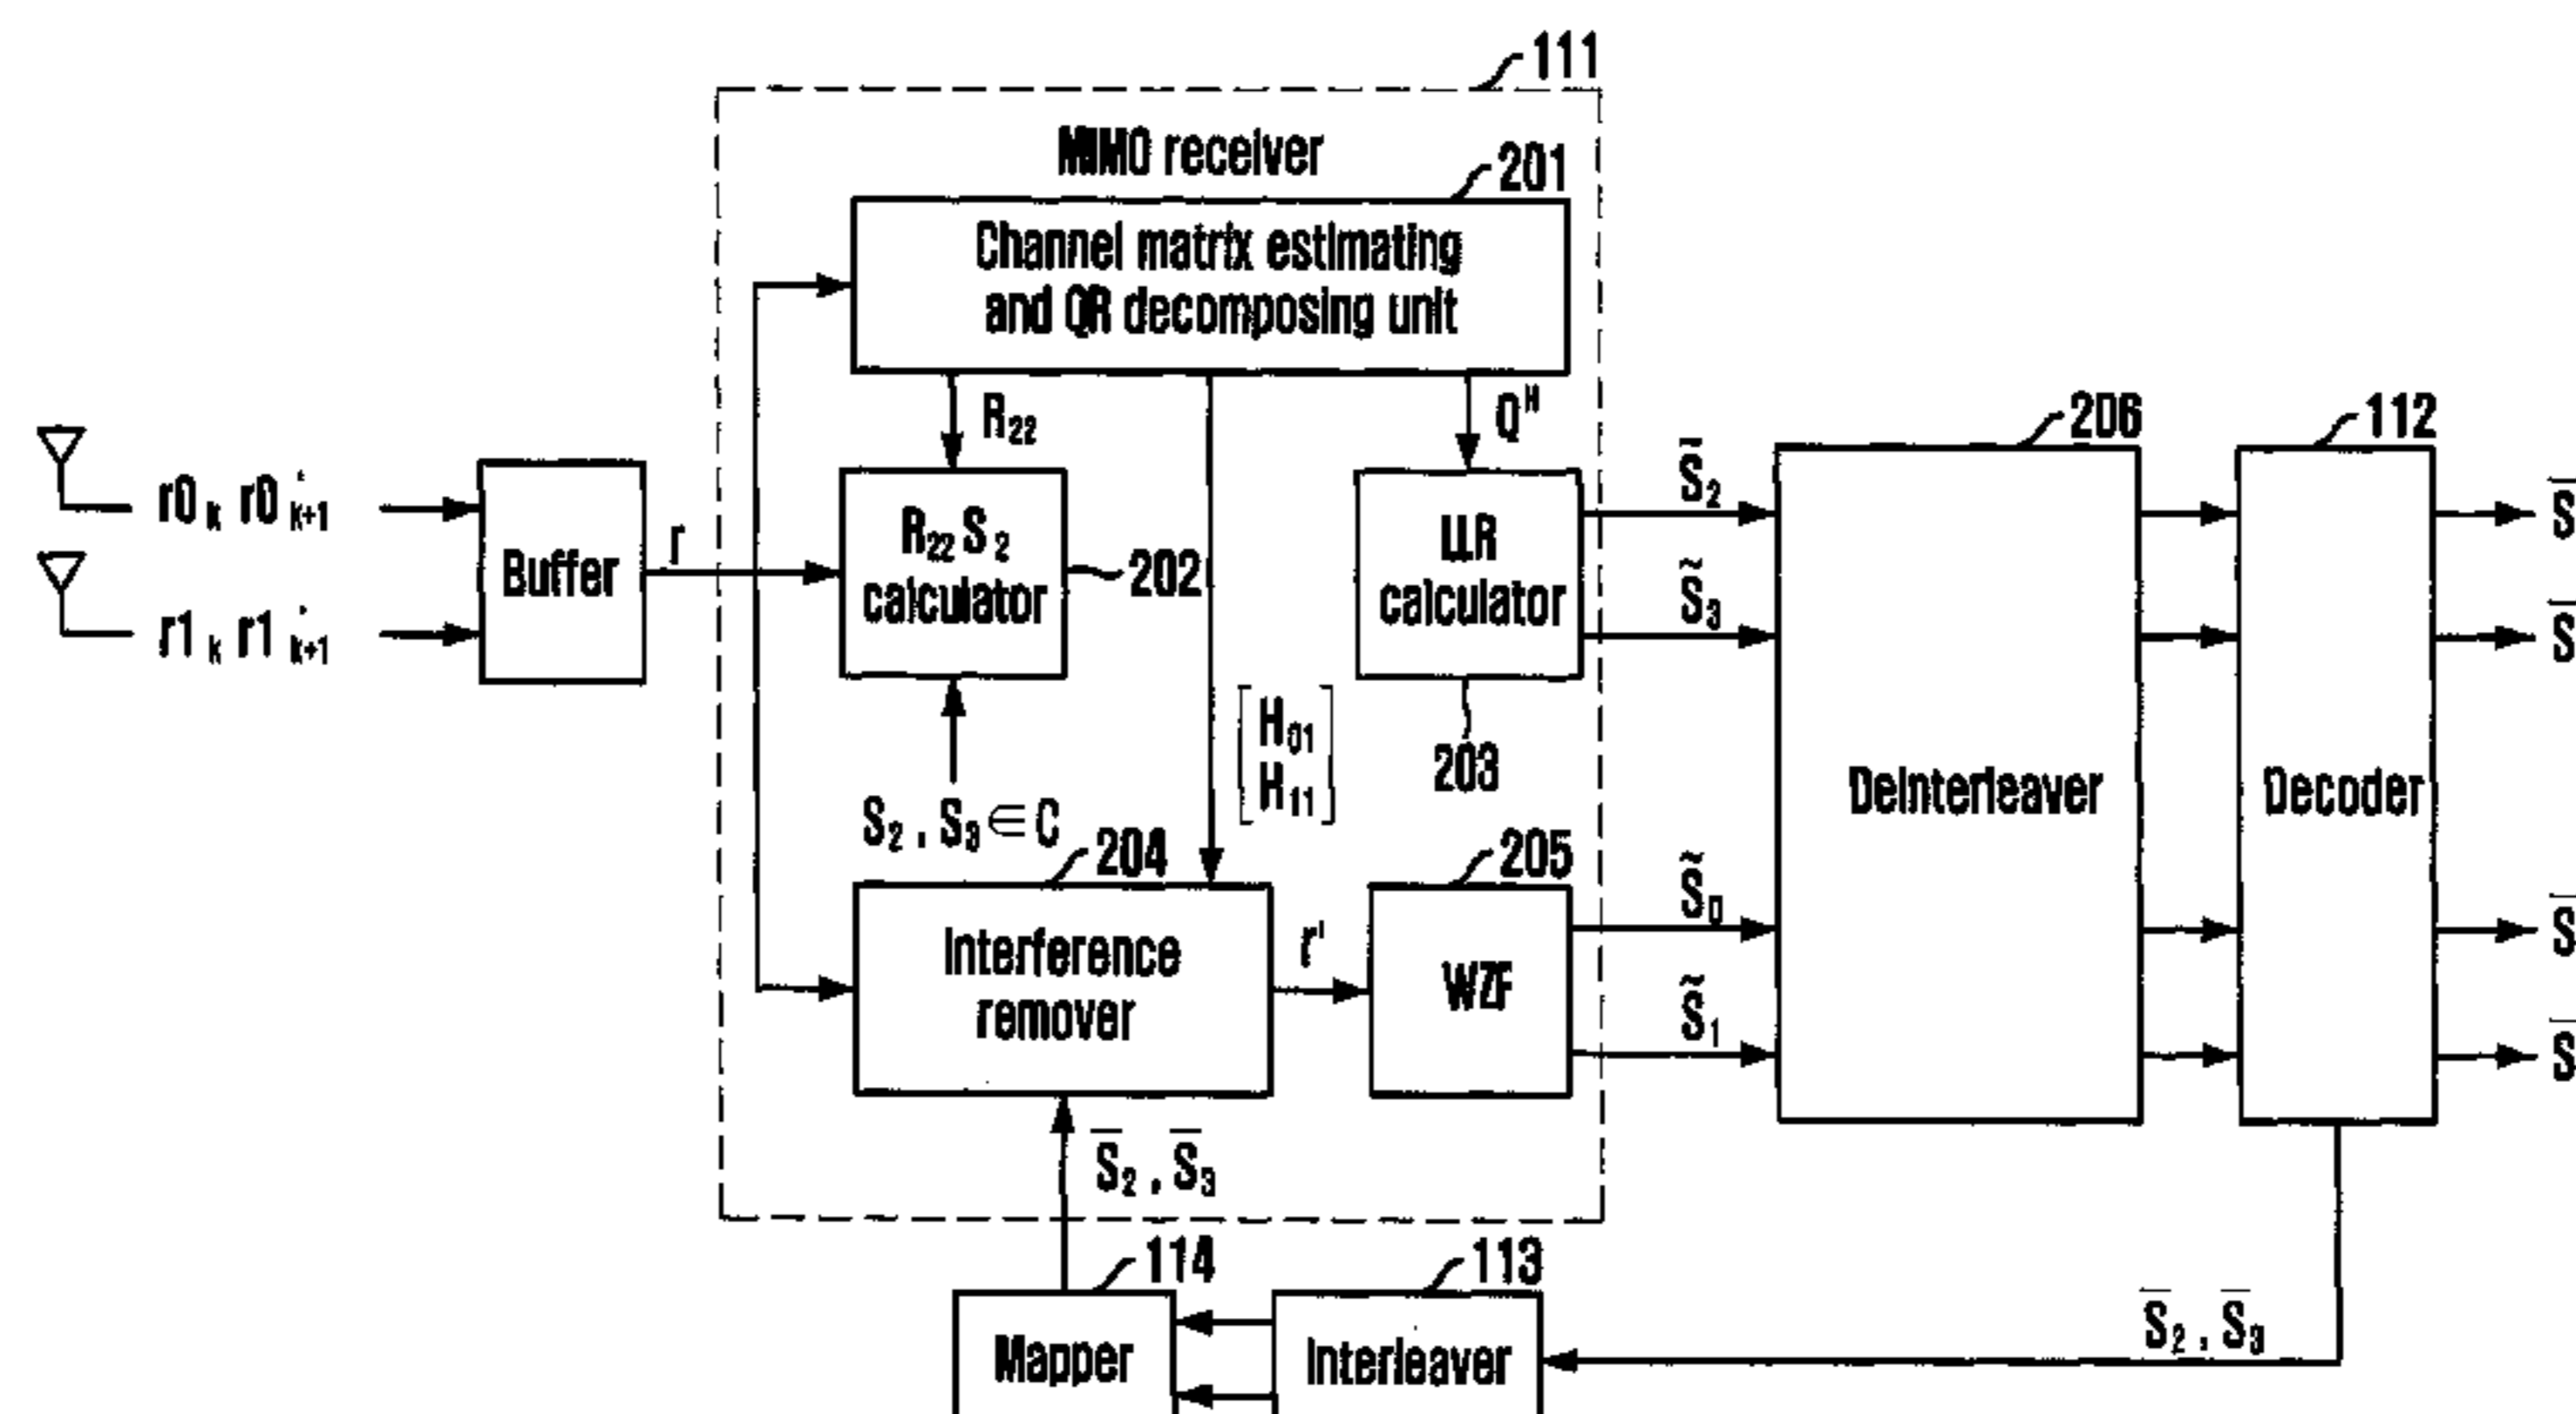 111
MIMO receiver
201
Channel matrix estimating
and QR decomposing unit
R₂₂
Qᴴ
206
112
r0ₖ r0*ₖ₊₁
r1ₖ r1*ₖ₊₁
Buffer
r
R₂₂ S₂
calculator
202
LLR
calculator
203
S̃₂
S̃₃
Deinterleaver
Decoder
S̄
S̄
S̄
S̄
H₀₁
H₁₁
S₂ , S₃ ∈ C
204
Interference
remover
r'
205
WZF
S̃₀
S̃₁
S̄₂ , S̄₃
114
Mapper
113
Interleaver
S̄₂ , S̄₃